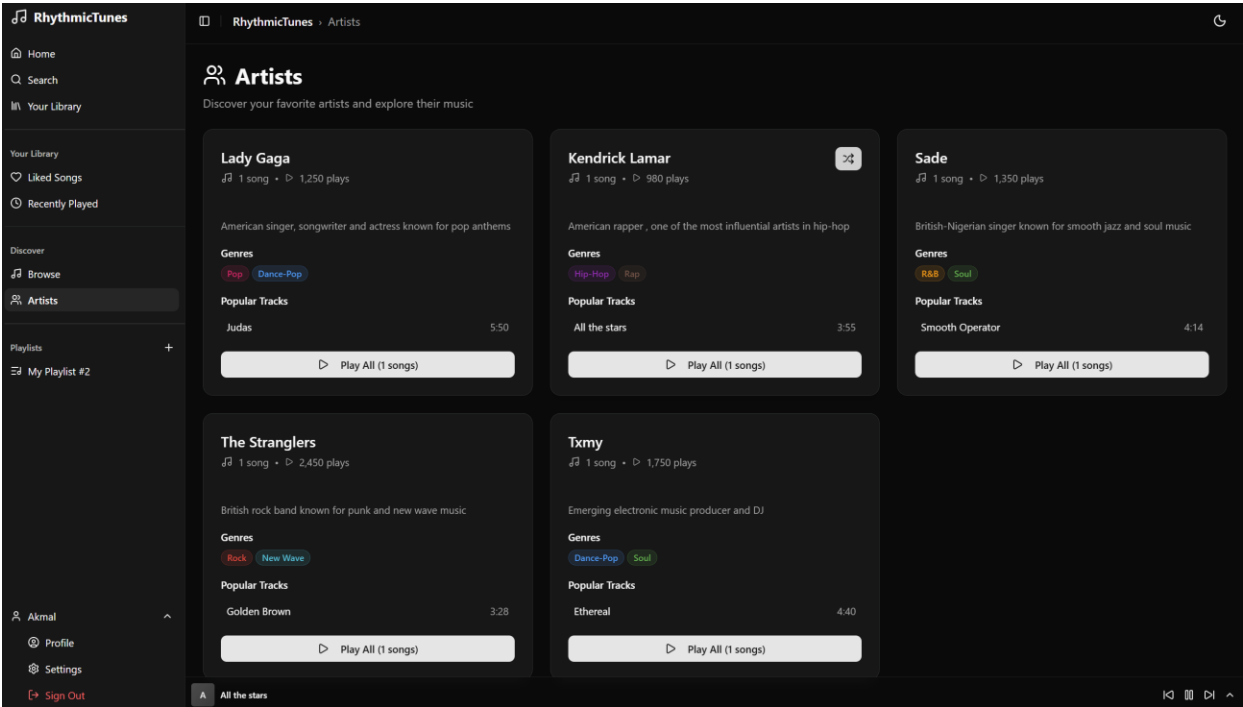 RhythmicTunes
Home
Search
Your Library
Your Library
Liked Songs
Recently Played
Discover
Browse
Artists
Playlists +
My Playlist #2
Akmal
Profile
Settings
Sign Out
RhythmicTunes › Artists
Artists
Discover your favorite artists and explore their music
Lady Gaga
1 song • 1,250 plays
American singer, songwriter and actress known for pop anthems
Genres
Pop Dance-Pop
Popular Tracks
Judas 5:50
Play All (1 songs)
Kendrick Lamar
1 song • 980 plays
American rapper , one of the most influential artists in hip-hop
Genres
Hip-Hop Rap
Popular Tracks
All the stars 3:55
Play All (1 songs)
Sade
1 song • 1,350 plays
British-Nigerian singer known for smooth jazz and soul music
Genres
R&B Soul
Popular Tracks
Smooth Operator 4:14
Play All (1 songs)
The Stranglers
1 song • 2,450 plays
British rock band known for punk and new wave music
Genres
Rock New Wave
Popular Tracks
Golden Brown 3:28
Play All (1 songs)
Txmy
1 song • 1,750 plays
Emerging electronic music producer and DJ
Genres
Dance-Pop Soul
Popular Tracks
Ethereal 4:40
Play All (1 songs)
A All the stars